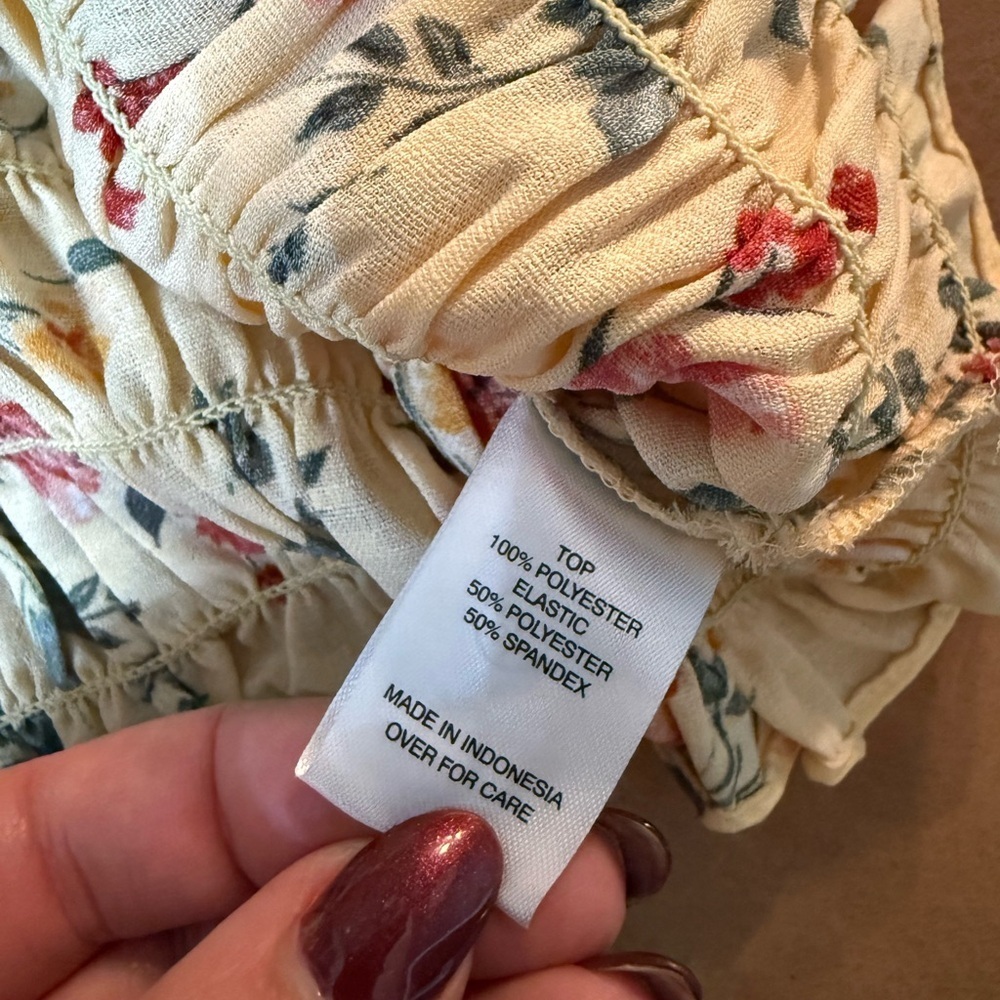 TOP
100% POLYESTER
ELASTIC
50% POLYESTER
50% SPANDEX
MADE IN INDONESIA
OVER FOR CARE